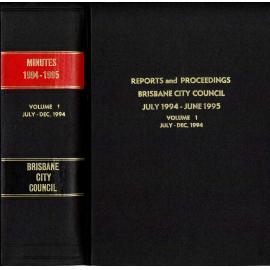 MINUTES
1994-1995
VOLUME 1
JULY-DEC, 1994
BRISBANE
CITY
COUNCIL
REPORTS and PROCEEDINGS
BRISBANE CITY COUNCIL
JULY 1994 - JUNE 1995
VOLUME 1
JULY-DEC, 1994